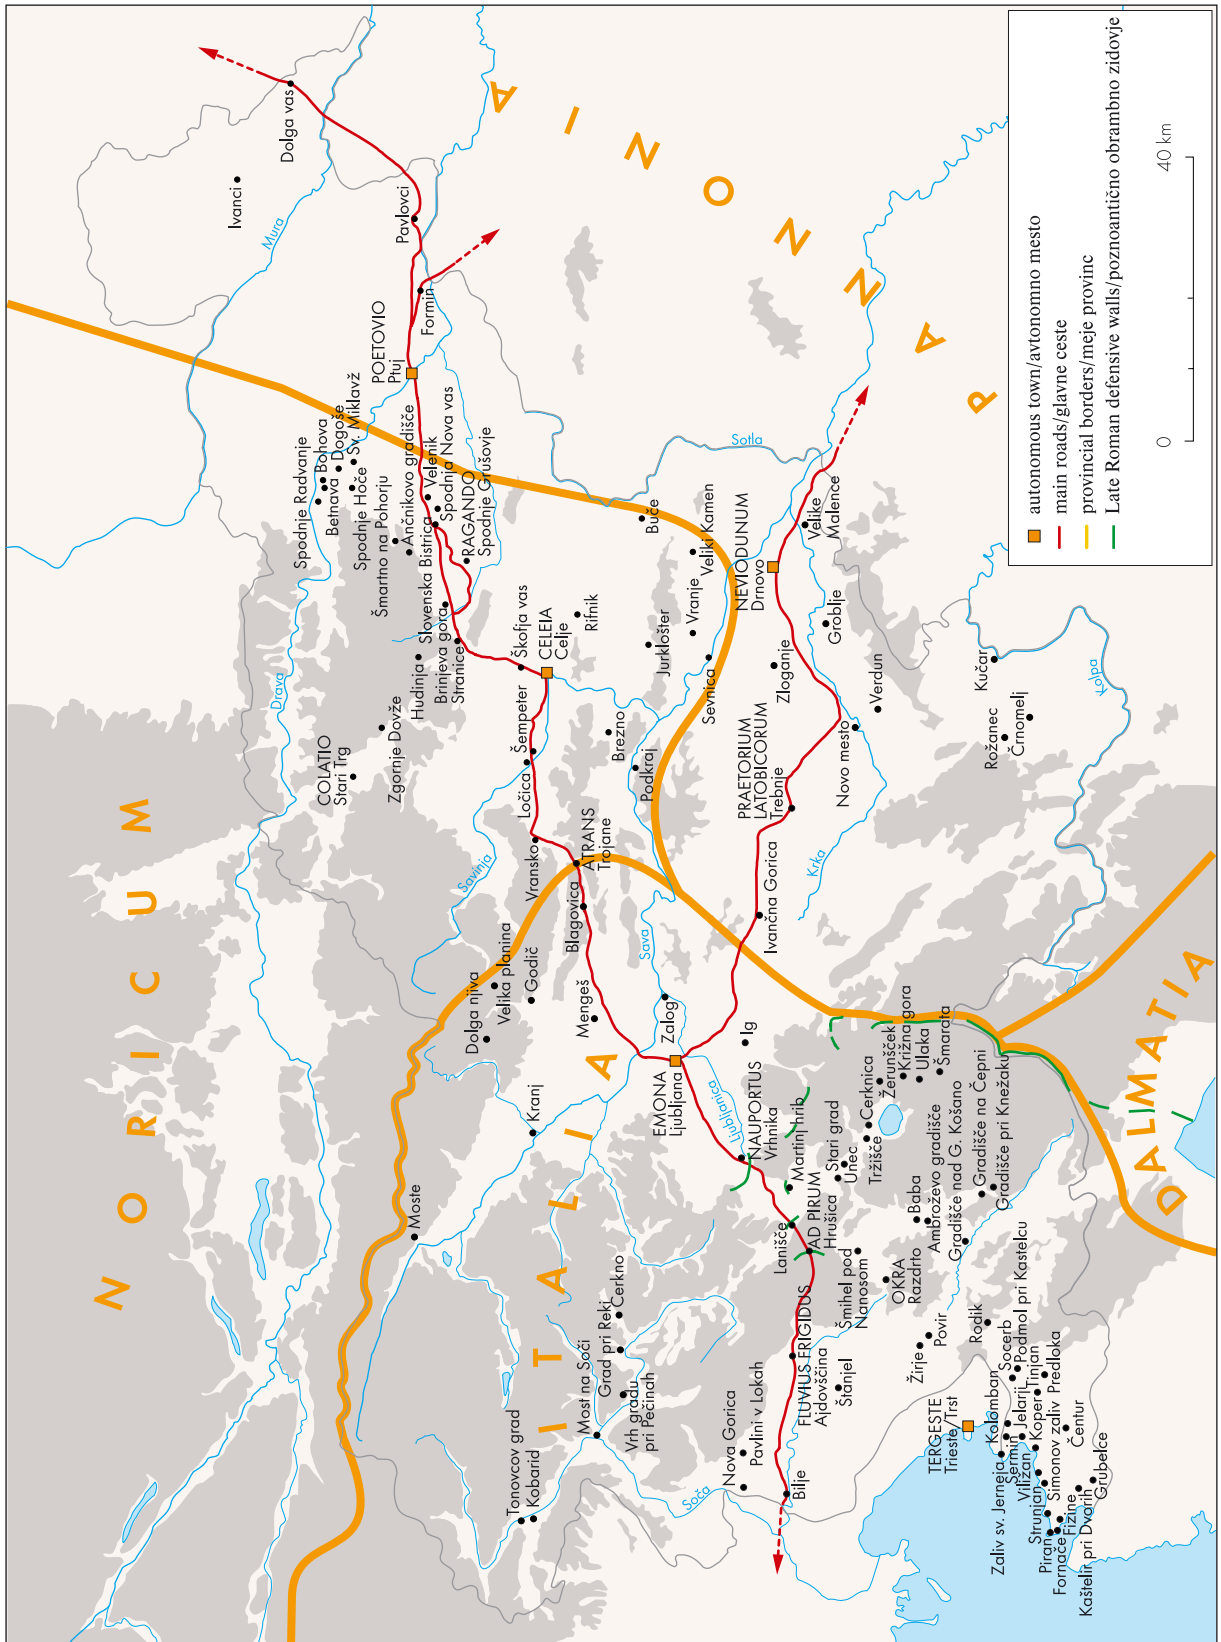 NORICUM
ITALIA
PANNONIA
DALMATIA
Dolga vas
Ivanci
Mura
Pavlovci
Formin
POETOVIO
Ptuj
Spodnje Radvanje
Bohova
Betnava
Dogoše
Sv. Miklavž
Spodnje Hoče
Šmartno na Pohorju
Ančnikovo gradišče
Velenik
Spodnja Nova vas
Slovenska Bistrica
RAGANDO
Spodnje Grušovje
Brinjeva gora
Stranice
Hudinja
Zgornje Dovže
COLATIO
Stari Trg
Drava
Škofja vas
CELEIA
Celje
Rifnik
Šempeter
Ločica
Vransko
Savinja
ATRANS
Trojane
Blagovica
Brezno
Podkraj
Jurklošter
Vranje
Sevnica
Veliki Kamen
Buče
Sotla
NEVIODUNUM
Drnovo
Velike
Malence
Groblje
Zloganje
Verdun
Novo mesto
PRAETORIUM
LATOBICORUM
Trebnje
Krka
Ivančna Gorica
Kučar
Rožanec
Črnomelj
Kolpa
Dolga njiva
Velika planina
Godič
Mengeš
Kranj
Moste
Sava
Zalog
EMONA
Ljubljana
Ig
Ljubljanica
NAUPORTUS
Vrhnika
Martinj hrib
Stari grad
Unec
Tržišče
Cerknica
Žerunšček
Križna gora
Ulaka
Šmarata
Lanišče
AD PIRUM
Hrušica
Šmihel pod
Nanosom
Baba
Ambroževo gradišče
Gradišče nad G. Košano
Gradišče na Čepni
Gradišče pri Knežaku
OKRA
Razdrto
FLUVIUS FRIGIDUS
Ajdovščina
Štanjel
Povir
Žirje
Rodik
Cerkno
Grad pri Reki
Most na Soči
Vrh gradu
pri Pečinah
Tonovcov grad
Kobarid
Nova Gorica
Pavlini v Lokah
Soča
Bilje
TERGESTE
Trieste/Trst
Socerb
Podmol pri Kastelcu
Kolomban
Jelarji
Tinjan
Predloka
Zaliv sv. Jerneja
Sermin
Koper
Viližan
Simonov zaliv
Centur
Strunjan
Piran
Fornače
Fizine
Kaštelir pri Dvorih
Grubelce
0
40 km
autonomous town/avtonomno mesto
main roads/glavne ceste
provincial borders/meje provinc
Late Roman defensive walls/poznoantično obrambno zidovje